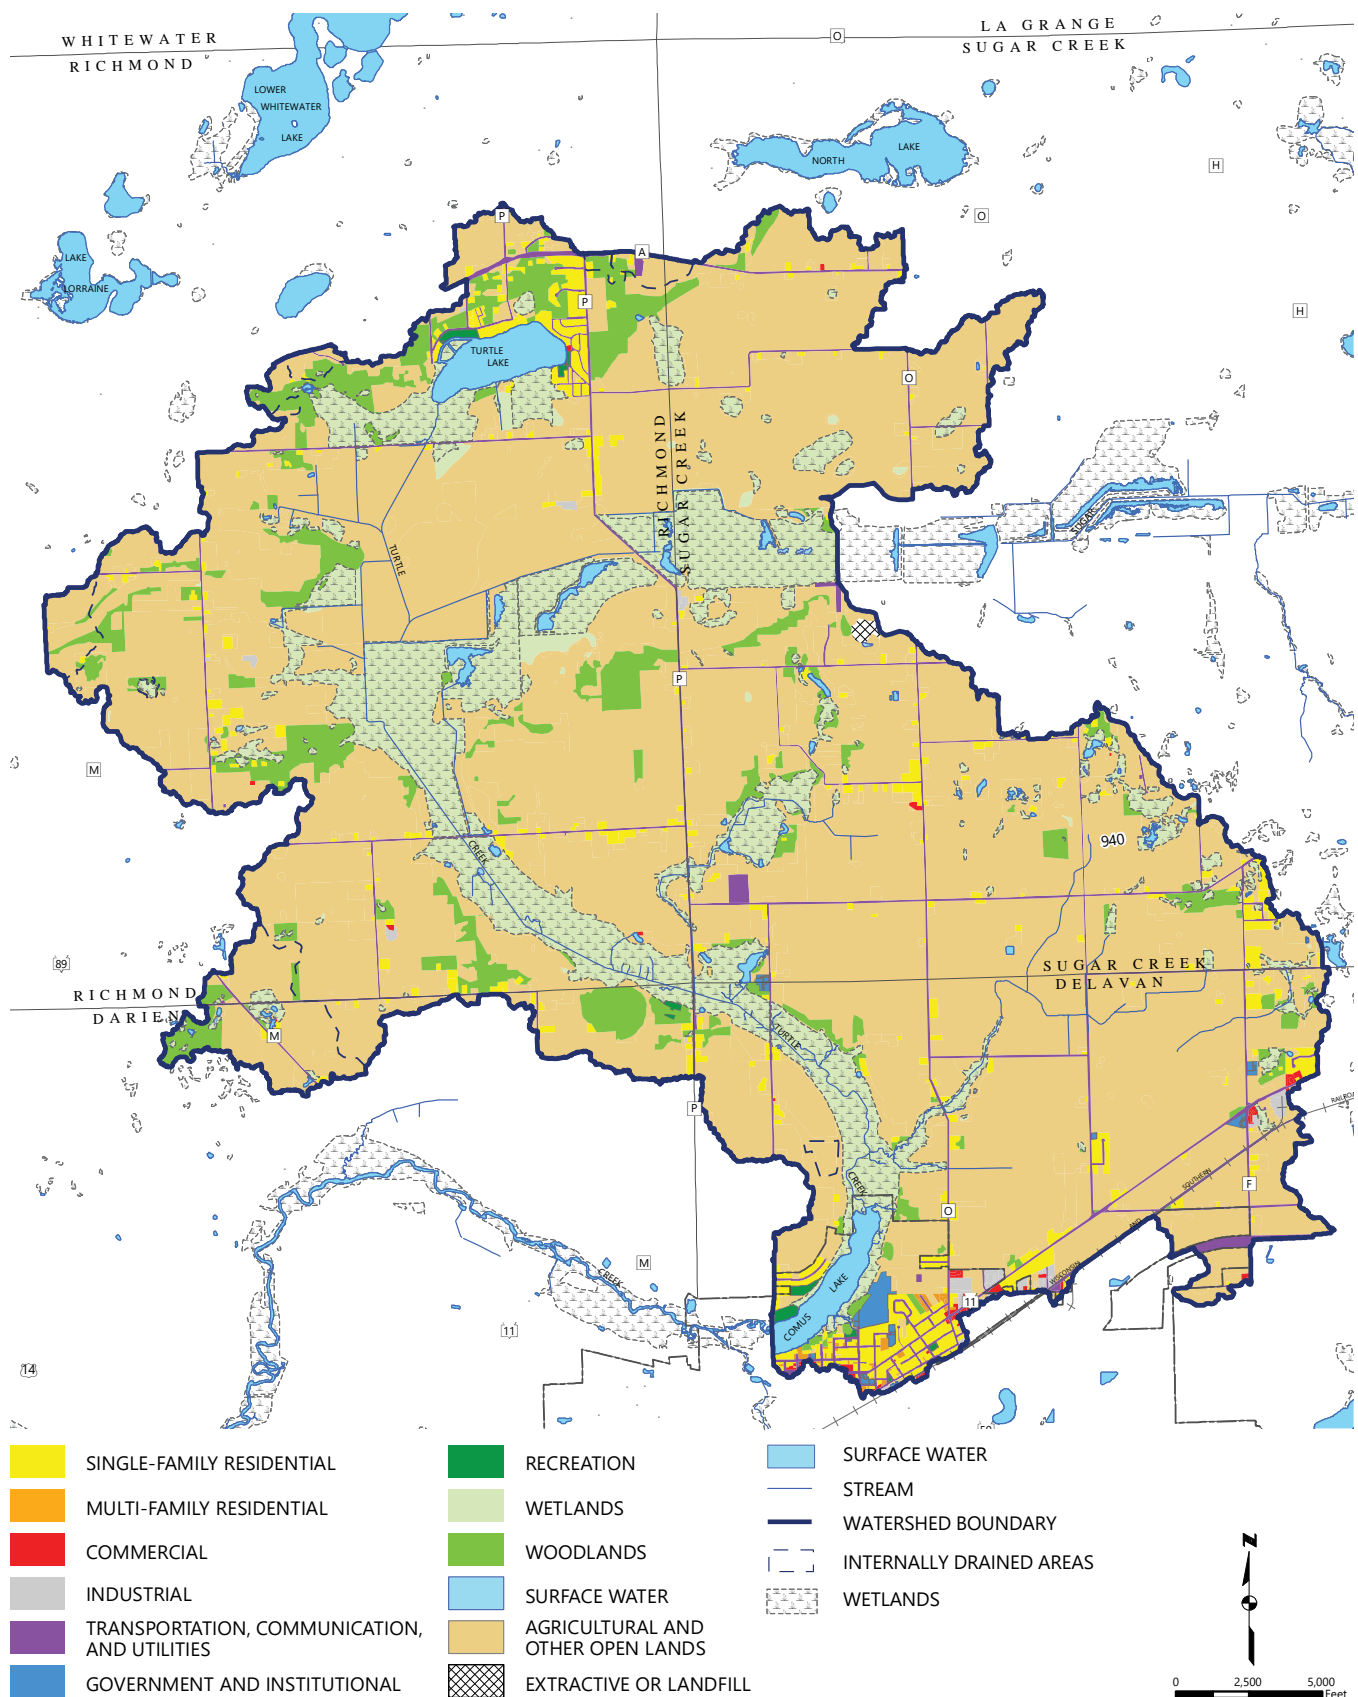 WHITEWATER
RICHMOND
LA GRANGE
SUGAR CREEK
O
LOWER
WHITEWATER
LAKE
NORTH
LAKE
H
P
O
A
LAKE
LORRAINE
P
H
TURTLE
LAKE
O
RICHMOND
SUGAR CREEK
SUGAR
TURTLE
P
M
CREEK
940
89
SUGAR CREEK
DELAVAN
RICHMOND
DARIEN
M
TURTLE
P
SOUTHERN
F
CREEK
O
AND
M
CREEK
WISCONSIN
LAKE
COMUS
11
11
14
SINGLE-FAMILY RESIDENTIAL
MULTI-FAMILY RESIDENTIAL
COMMERCIAL
INDUSTRIAL
TRANSPORTATION, COMMUNICATION,
AND UTILITIES
GOVERNMENT AND INSTITUTIONAL
RECREATION
WETLANDS
WOODLANDS
SURFACE WATER
AGRICULTURAL AND
OTHER OPEN LANDS
EXTRACTIVE OR LANDFILL
SURFACE WATER
STREAM
WATERSHED BOUNDARY
INTERNALLY DRAINED AREAS
WETLANDS
N
0 2,500 5,000
Feet